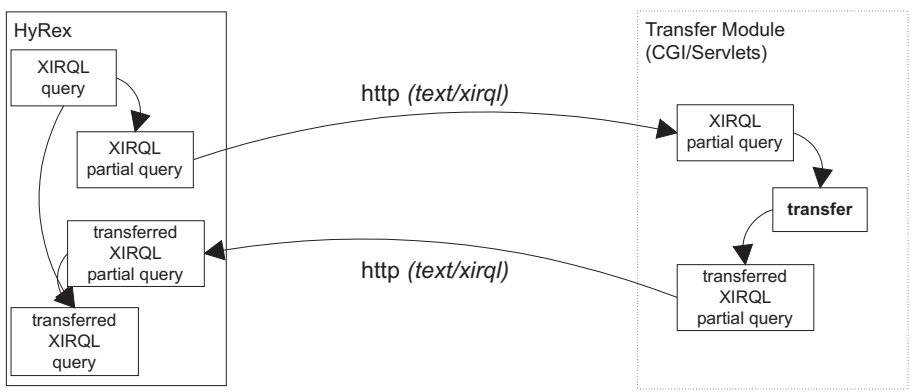 HyRex
XIRQL
query
XIRQL
partial query
transferred
XIRQL
partial query
transferred
XIRQL
query
http (text/xirql)
http (text/xirql)
Transfer Module
(CGI/Servlets)
XIRQL
partial query
transfer
transferred
XIRQL
partial query